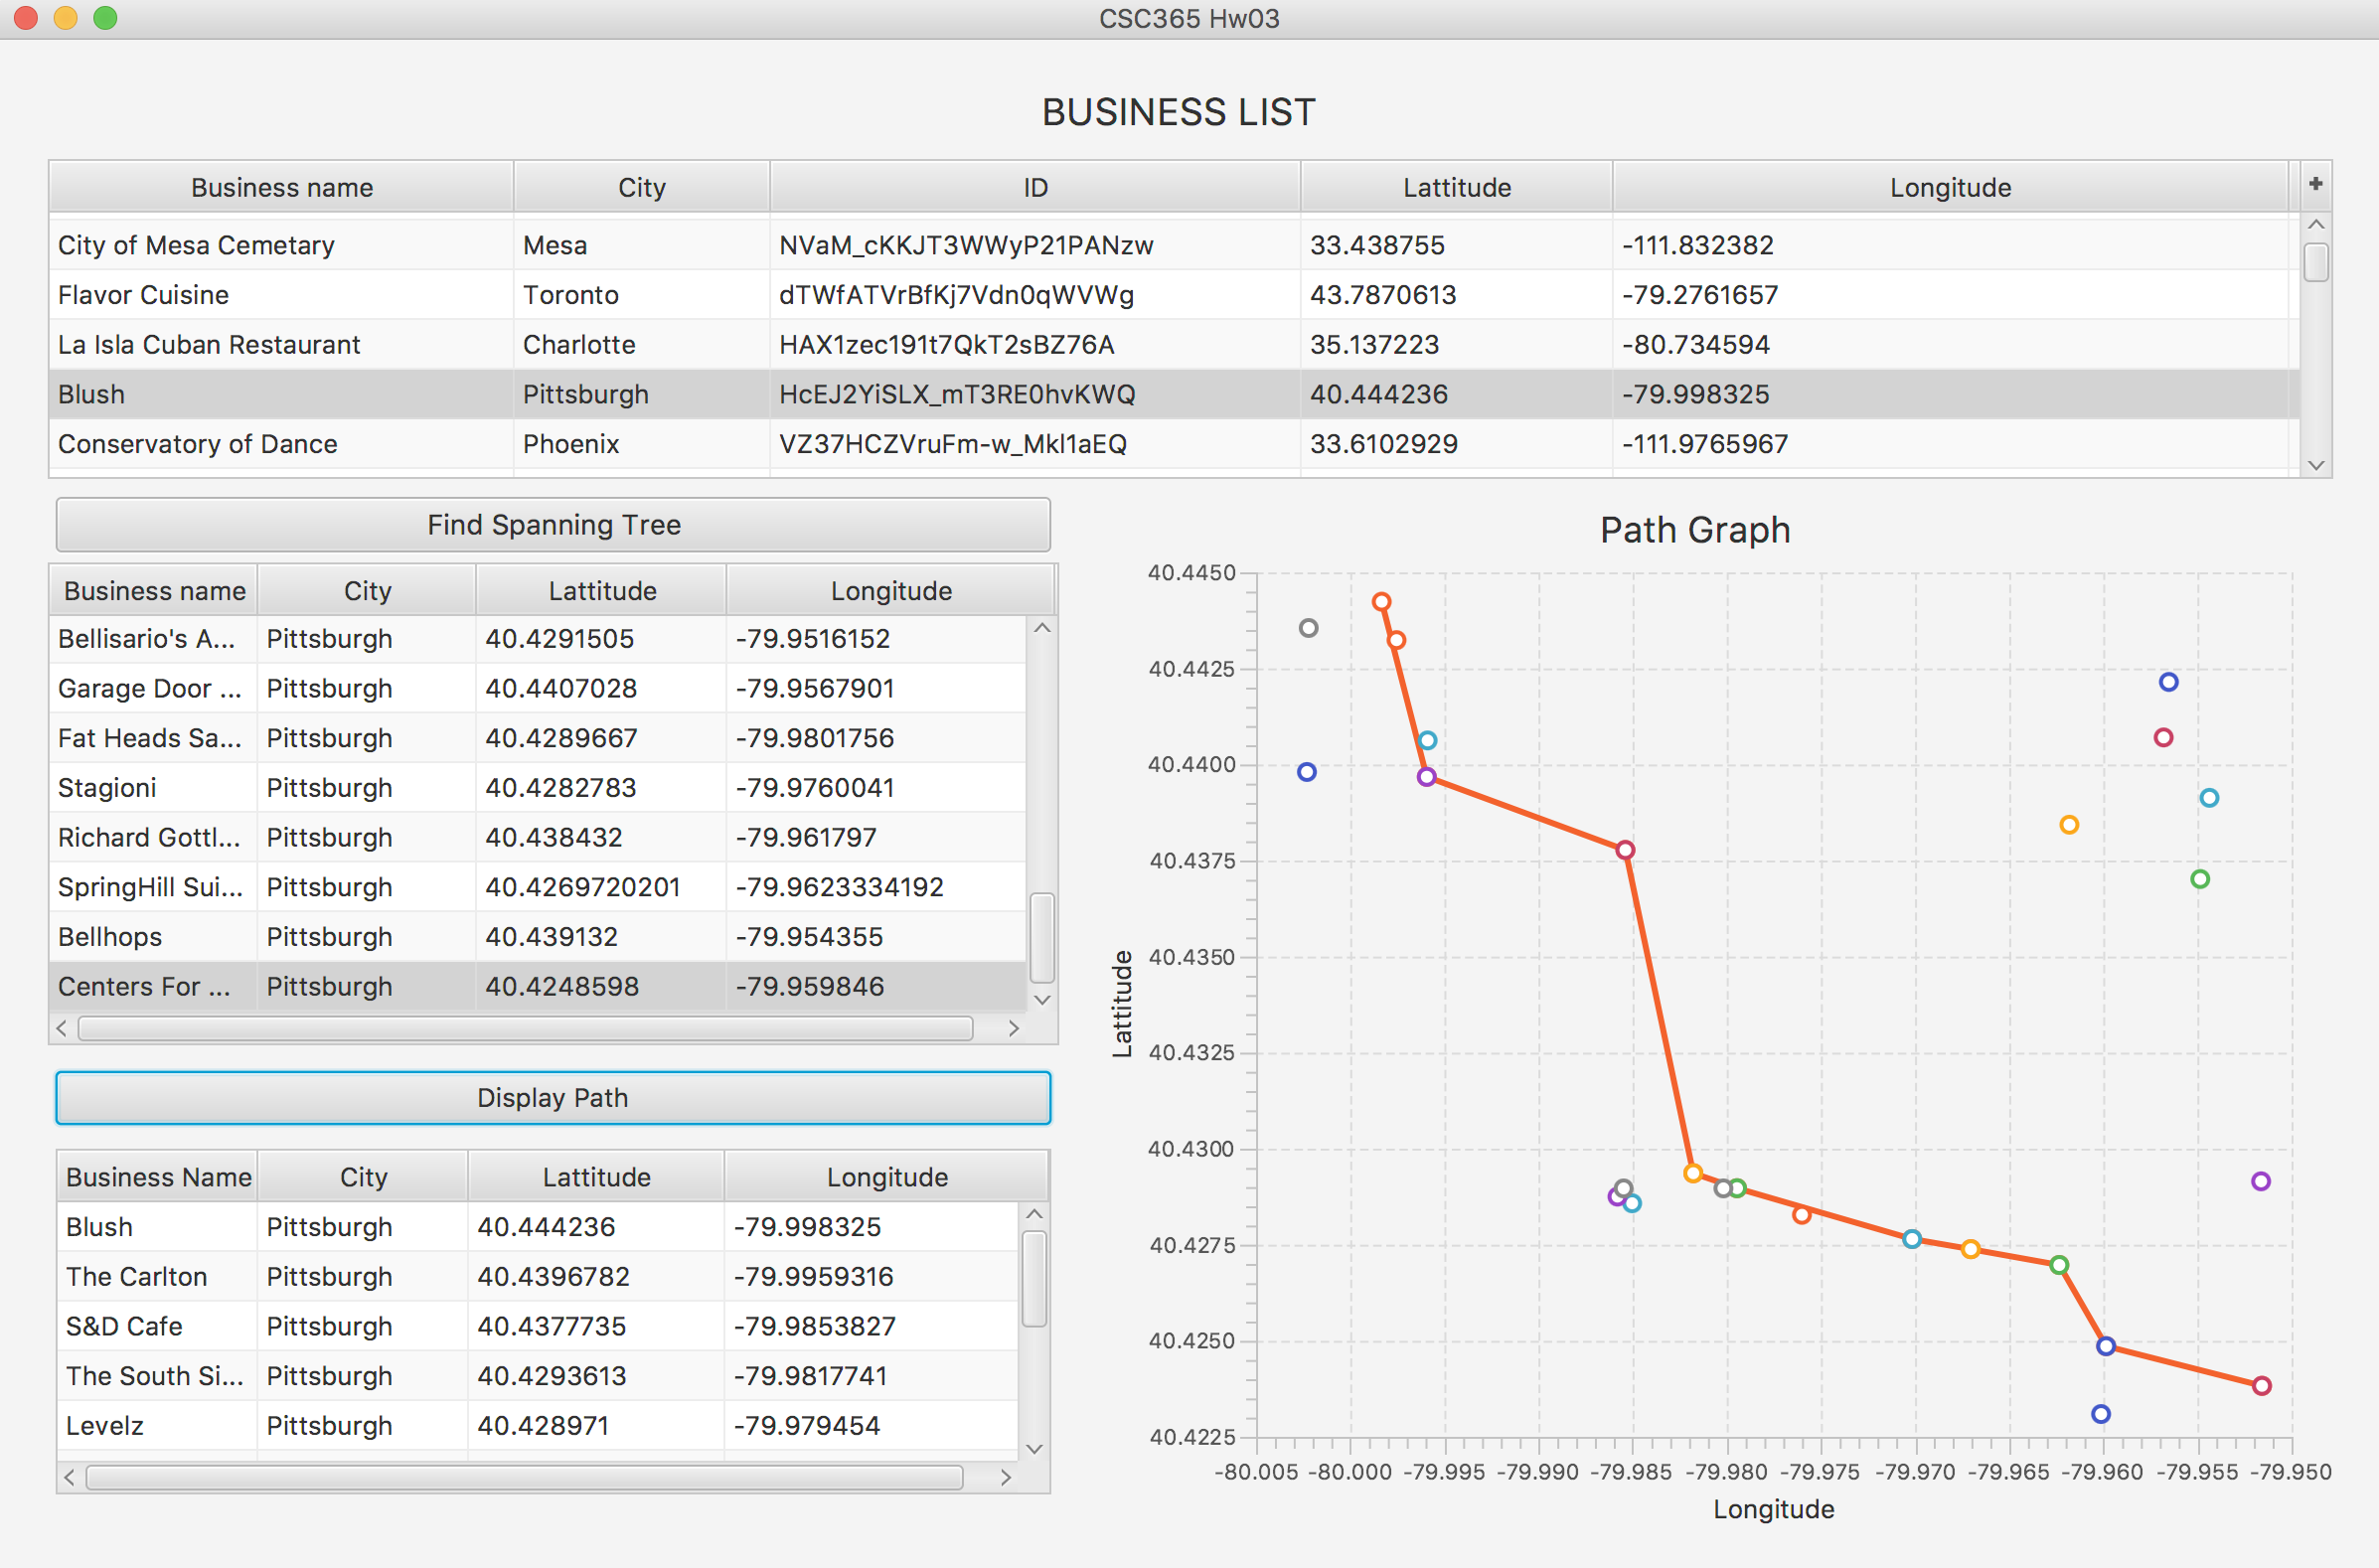 CSC365 Hw03
BUSINESS LIST
Business name City ID Lattitude Longitude +
City of Mesa Cemetary Mesa NVaM_cKKJT3WWyP21PANzw 33.438755 -111.832382
Flavor Cuisine Toronto dTWfATVrBfKj7Vdn0qWVWg 43.7870613 -79.2761657
La Isla Cuban Restaurant Charlotte HAX1zec191t7QkT2sBZ76A 35.137223 -80.734594
Blush Pittsburgh HcEJ2YiSLX_mT3RE0hvKWQ 40.444236 -79.998325
Conservatory of Dance Phoenix VZ37HCZVruFm-w_Mkl1aEQ 33.6102929 -111.9765967
Find Spanning Tree
Business name City Lattitude Longitude
Bellisario's A... Pittsburgh 40.4291505 -79.9516152
Garage Door ... Pittsburgh 40.4407028 -79.9567901
Fat Heads Sa... Pittsburgh 40.4289667 -79.9801756
Stagioni Pittsburgh 40.4282783 -79.9760041
Richard Gottl... Pittsburgh 40.438432 -79.961797
SpringHill Sui... Pittsburgh 40.4269720201 -79.9623334192
Bellhops Pittsburgh 40.439132 -79.954355
Centers For ... Pittsburgh 40.4248598 -79.959846
Display Path
Business Name City Lattitude Longitude
Blush Pittsburgh 40.444236 -79.998325
The Carlton Pittsburgh 40.4396782 -79.9959316
S&D Cafe Pittsburgh 40.4377735 -79.9853827
The South Si... Pittsburgh 40.4293613 -79.9817741
Levelz Pittsburgh 40.428971 -79.979454
Path Graph
40.4450
40.4425
40.4400
40.4375
40.4350
40.4325
40.4300
40.4275
40.4250
40.4225
Lattitude
-80.005 -80.000 -79.995 -79.990 -79.985 -79.980 -79.975 -79.970 -79.965 -79.960 -79.955 -79.950
Longitude